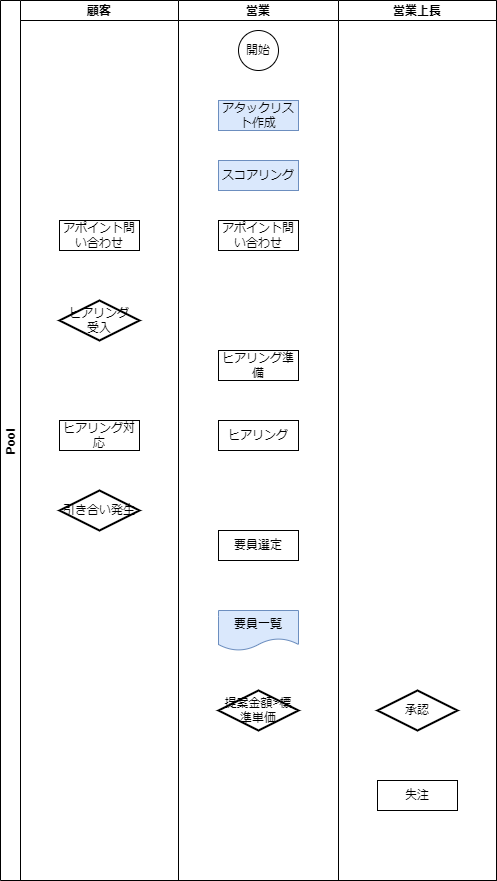 顧客
営業
営業上長
Pool
開始
アタックリス
ト作成
スコアリング
アポイント問
い合わせ
アポイント問
い合わせ
ヒアリング
受入
ヒアリング準
備
ヒアリング対
応
ヒアリング
引き合い発生
要員選定
要員一覧
提案金額>標
準単価
承認
失注